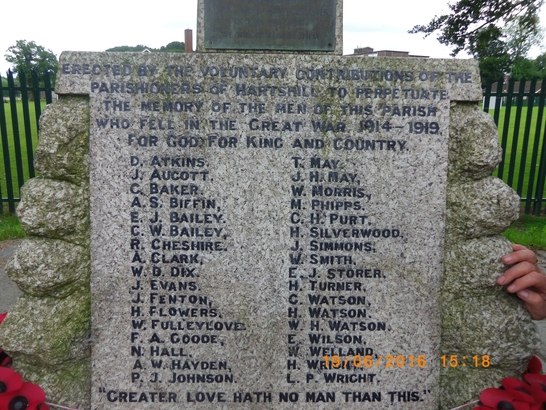 ERECTED BY THE VOLUNTARY CONTRIBUTIONS OF THE
PARISHIONERS OF HARTSHILL TO PERPETUATE
THE MEMORY OF THE MEN OF THIS PARISH
WHO FELL IN THE GREAT WAR 1914-1919.
FOR GOD, FOR KING AND COUNTRY.
D. ATKINS.
J. AUCOTT.
C. BAKER.
A. S. BIFFIN,
E. J. BAILEY.
C. W. BAILEY,
R. CHESHIRE.
A. CLARK,
W. D. DIX.
J. EVANS.
J. FENTON,
H. FLOWERS,
W. FULLEYLOVE.
F. A. GOODE,
N. HALL,
A. W. HAYDEN,
P. J. JOHNSON.
T. MAY.
J. H. MAY,
W. MORRIS,
M. PHIPPS.
C. H. PURT.
H. SILVERWOOD.
J. SIMMONS.
W. SMITH.
E. J. STORER.
H. TURNER.
C. WATSON.
H. WATSON.
W. H. WATSON.
E. WILSON.
W. WELLAND.
H.
L. P. WRIGHT.
"GREATER LOVE HATH NO MAN THAN THIS."
19/06/2016 15:18